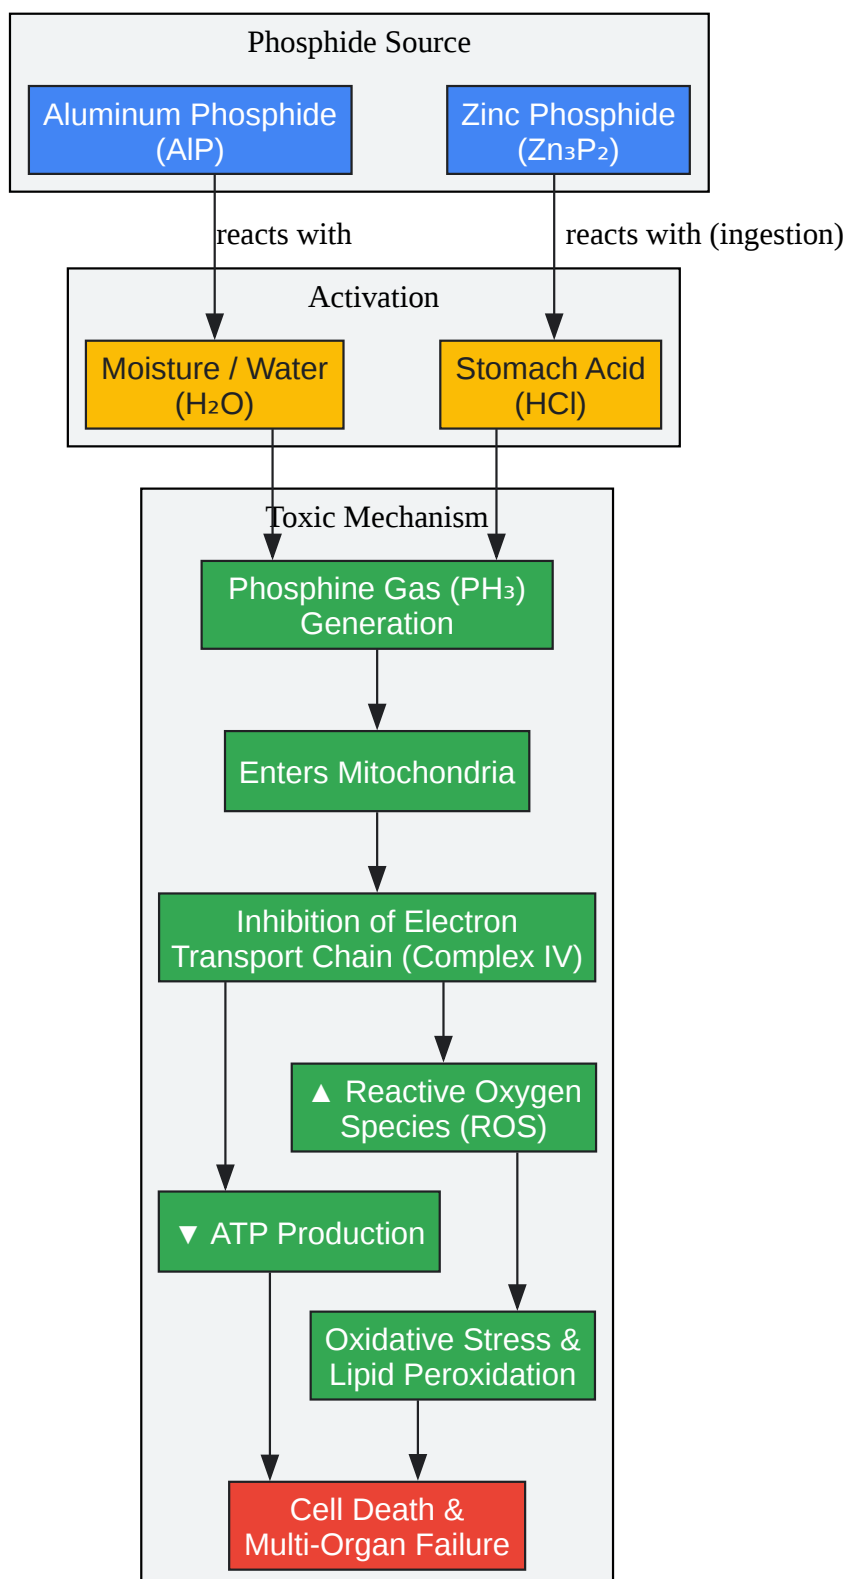 Phosphide Source
Aluminum Phosphide
(AlP)
Zinc Phosphide
(Zn₃P₂)
reacts with
reacts with (ingestion)
Activation
Moisture / Water
(H₂O)
Stomach Acid
(HCl)
Toxic Mechanism
Phosphine Gas (PH₃)
Generation
Enters Mitochondria
Inhibition of Electron
Transport Chain (Complex IV)
▲ Reactive Oxygen
Species (ROS)
▼ ATP Production
Oxidative Stress &
Lipid Peroxidation
Cell Death &
Multi-Organ Failure